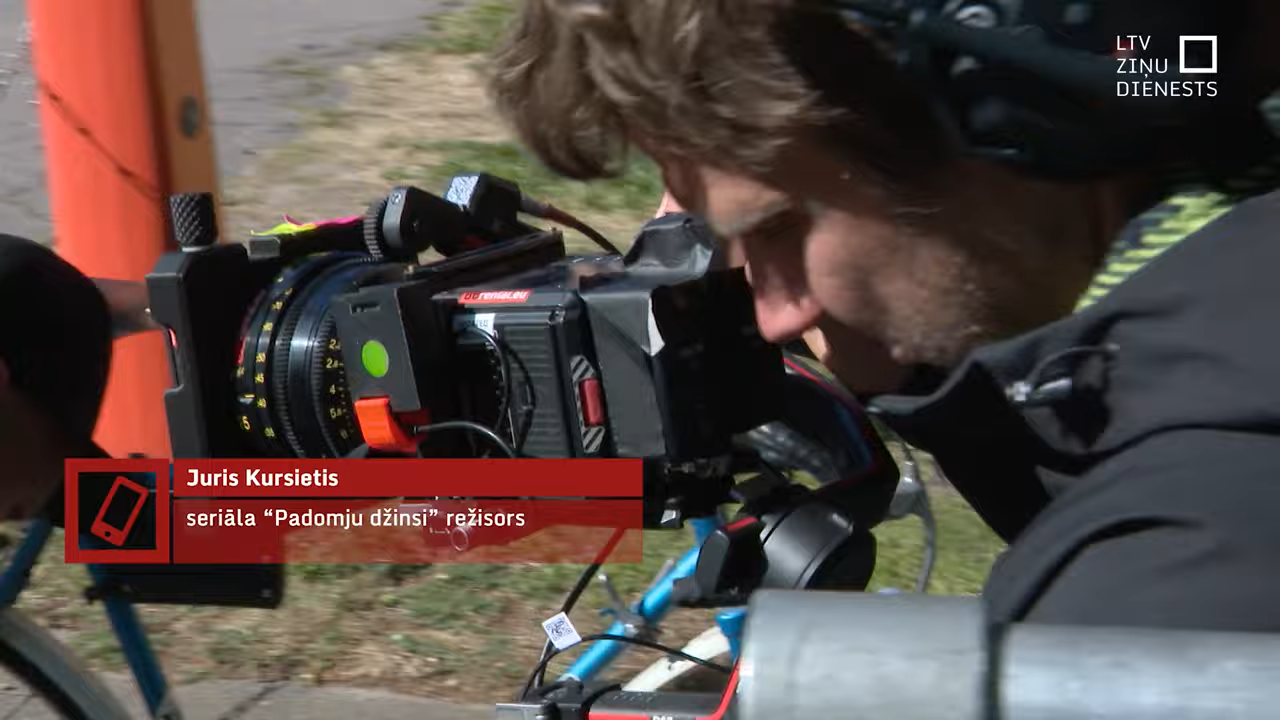 LTV
ZIŅU
DIENESTS
Juris Kursietis
seriāla “Padomju džinsi” režisors